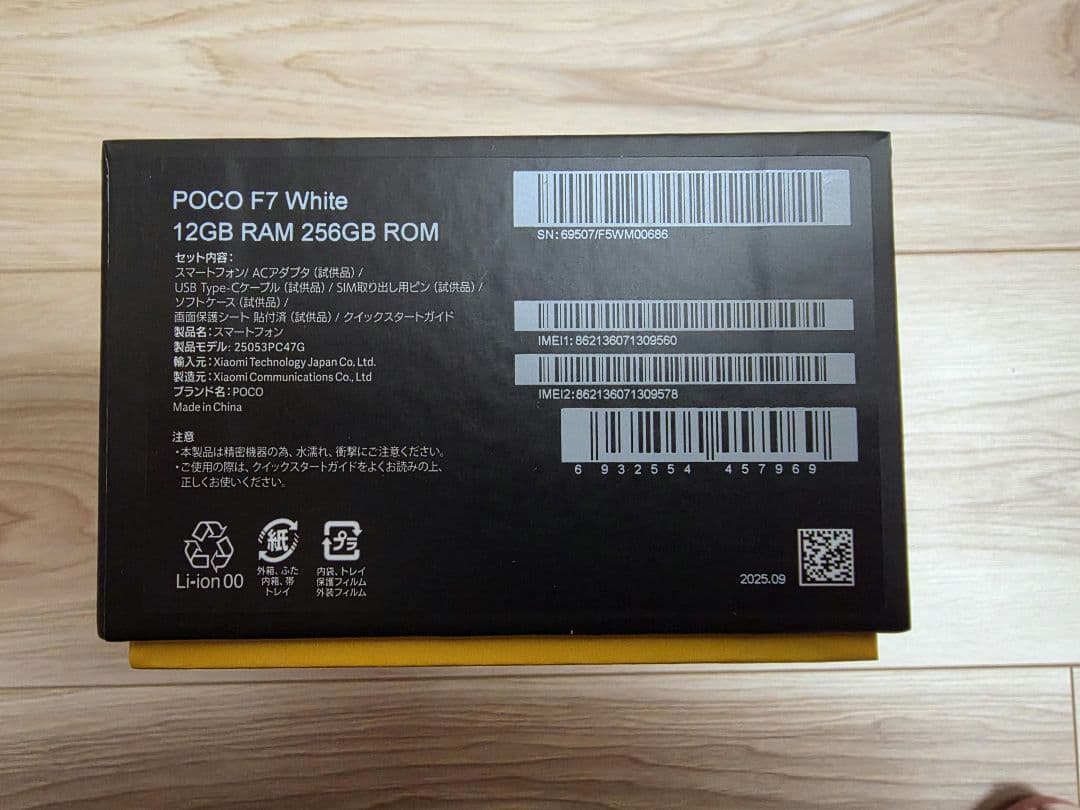 POCO F7 White
12GB RAM 256GB ROM
セット内容：
スマートフォン/ ACアダプタ（試供品）/
USB Type-Cケーブル（試供品）/ SIM取り出し用ピン（試供品）/
ソフトケース（試供品）/
画面保護シート 貼付済（試供品）/ クイックスタートガイド
製品名：スマートフォン
製品モデル：25053PC47G
輸入元：Xiaomi Technology Japan Co., Ltd.
製造元：Xiaomi Communications Co., Ltd
ブランド名：POCO
Made in China
注意
・本製品は精密機器の為、水濡れ、衝撃にご注意ください。
・ご使用の際は、クイックスタートガイドをよくお読みの上、
正しくお使いください。
SN: 69507/F5WM00686
IMEI1: 862136071309560
IMEI2: 862136071309578
6 932554 457969
Li-ion 00
紙
外箱、ふた
内箱、帯
トレイ
プラ
内袋、トレイ
保護フィルム
外装フィルム
2025.09